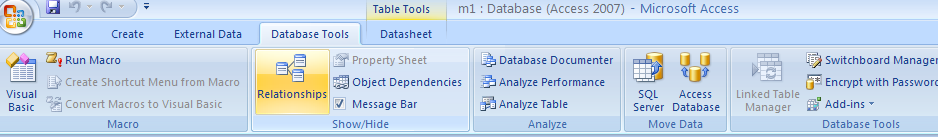 Table Tools
m1 : Database (Access 2007) - Microsoft Access
Home
Create
External Data
Database Tools
Datasheet
Visual
Basic
Run Macro
Create Shortcut Menu from Macro
Convert Macros to Visual Basic
Macro
Relationships
Property Sheet
Object Dependencies
Message Bar
Show/Hide
Database Documenter
Analyze Performance
Analyze Table
Analyze
SQL
Server
Access
Database
Move Data
Linked Table
Manager
Switchboard Manager
Encrypt with Password
Add-ins
Database Tools